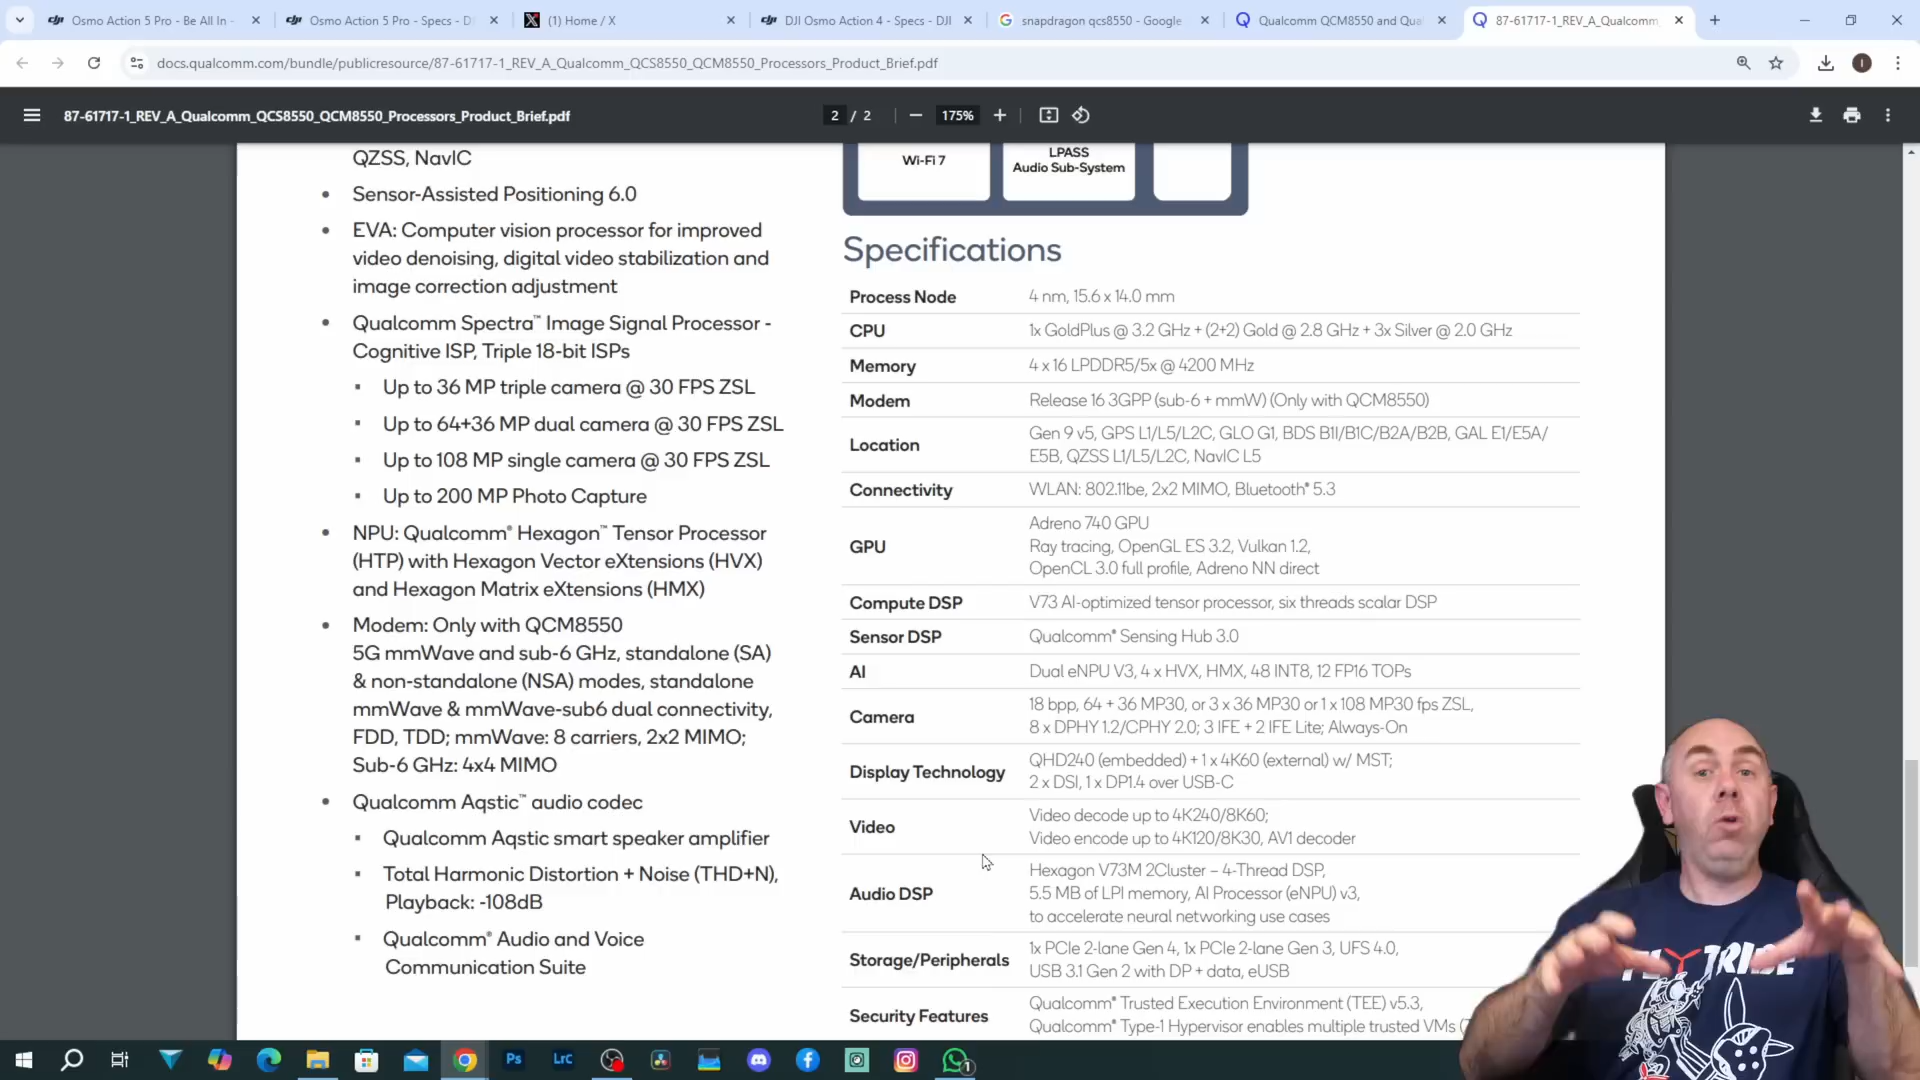 Osmo Action 5 Pro - Be All In -
Osmo Action 5 Pro - Specs - D
(1) Home / X
DJI Osmo Action 4 - Specs - DJI
snapdragon qcs8550 - Google
Qualcomm QCM8550 and Qua
87-61717-1_REV_A_Qualcomm_
docs.qualcomm.com/bundle/publicresource/87-61717-1_REV_A_Qualcomm_QCS8550_QCM8550_Processors_Product_Brief.pdf
87-61717-1_REV_A_Qualcomm_QCS8550_QCM8550_Processors_Product_Brief.pdf
2 / 2
175%
QZSS, NavIC
• Sensor-Assisted Positioning 6.0
• EVA: Computer vision processor for improved
video denoising, digital video stabilization and
image correction adjustment
• Qualcomm Spectra™ Image Signal Processor -
Cognitive ISP, Triple 18-bit ISPs
▪ Up to 36 MP triple camera @ 30 FPS ZSL
▪ Up to 64+36 MP dual camera @ 30 FPS ZSL
▪ Up to 108 MP single camera @ 30 FPS ZSL
▪ Up to 200 MP Photo Capture
• NPU: Qualcomm® Hexagon™ Tensor Processor
(HTP) with Hexagon Vector eXtensions (HVX)
and Hexagon Matrix eXtensions (HMX)
• Modem: Only with QCM8550
5G mmWave and sub-6 GHz, standalone (SA)
& non-standalone (NSA) modes, standalone
mmWave & mmWave-sub6 dual connectivity,
FDD, TDD; mmWave: 8 carriers, 2x2 MIMO;
Sub-6 GHz: 4x4 MIMO
• Qualcomm Aqstic™ audio codec
▪ Qualcomm Aqstic smart speaker amplifier
▪ Total Harmonic Distortion + Noise (THD+N),
Playback: -108dB
▪ Qualcomm® Audio and Voice
Communication Suite
Wi-Fi 7
LPASS
Audio Sub-System
Specifications
Process Node 4 nm, 15.6 x 14.0 mm
CPU 1x GoldPlus @ 3.2 GHz + (2+2) Gold @ 2.8 GHz + 3x Silver @ 2.0 GHz
Memory 4 x 16 LPDDR5/5x @ 4200 MHz
Modem Release 16 3GPP (sub-6 + mmW) (Only with QCM8550)
Location Gen 9 v5, GPS L1/L5/L2C, GLO G1, BDS B1I/B1C/B2A/B2B, GAL E1/E5A/
E5B, QZSS L1/L5/L2C, NavIC L5
Connectivity WLAN: 802.11be, 2x2 MIMO, Bluetooth® 5.3
GPU Adreno 740 GPU
Ray tracing, OpenGL ES 3.2, Vulkan 1.2,
OpenCL 3.0 full profile, Adreno NN direct
Compute DSP V73 AI-optimized tensor processor, six threads scalar DSP
Sensor DSP Qualcomm® Sensing Hub 3.0
AI Dual eNPU V3, 4 x HVX, HMX, 48 INT8, 12 FP16 TOPs
Camera 18 bpp, 64 + 36 MP30, or 3 x 36 MP30 or 1 x 108 MP30 fps ZSL,
8 x DPHY 1.2/CPHY 2.0; 3 IFE + 2 IFE Lite; Always-On
Display Technology QHD240 (embedded) + 1 x 4K60 (external) w/ MST;
2 x DSI, 1 x DP1.4 over USB-C
Video Video decode up to 4K240/8K60;
Video encode up to 4K120/8K30, AV1 decoder
Audio DSP Hexagon V73M 2Cluster – 4-Thread DSP,
5.5 MB of LPI memory, AI Processor (eNPU) v3,
to accelerate neural networking use cases
Storage/Peripherals 1x PCIe 2-lane Gen 4, 1x PCIe 2-lane Gen 3, UFS 4.0,
USB 3.1 Gen 2 with DP + data, eUSB
Security Features Qualcomm® Trusted Execution Environment (TEE) v5.3,
Qualcomm® Type-1 Hypervisor enables multiple trusted VMs
Ps
Lrc
1